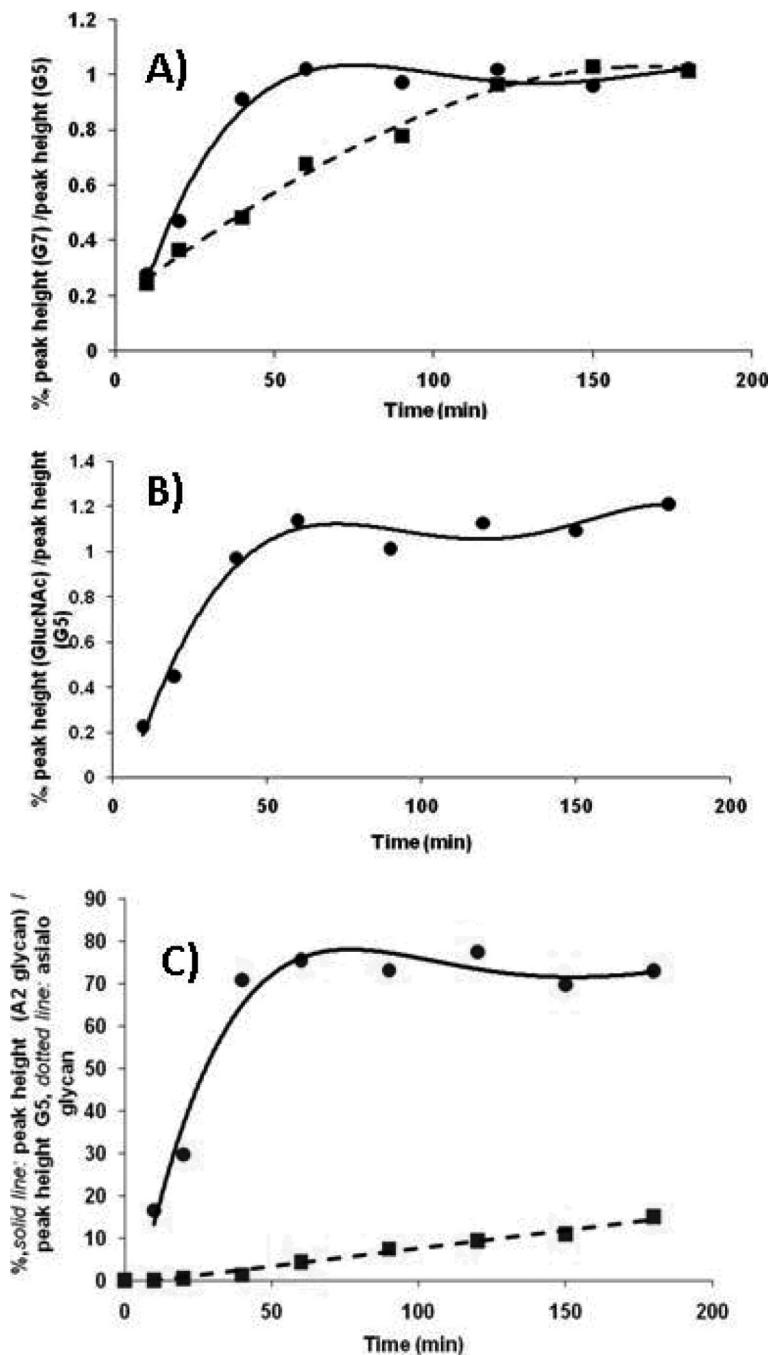 A)
‰ peak height (G7) /peak height (G5)
1.2
1
0.8
0.6
0.4
0.2
0
0 50 100 150 200
Time (min)
B)
‰ peak height (GlucNAc) /peak height
(G5)
1.4
1.2
1
0.8
0.6
0.4
0.2
0
0 50 100 150 200
Time (min)
C)
%,solid line: peak height (A2 glycan) /
peak height G5, dotted line: asialo
glycan
90
80
70
60
50
40
30
20
10
0
0 50 100 150 200
Time (min)